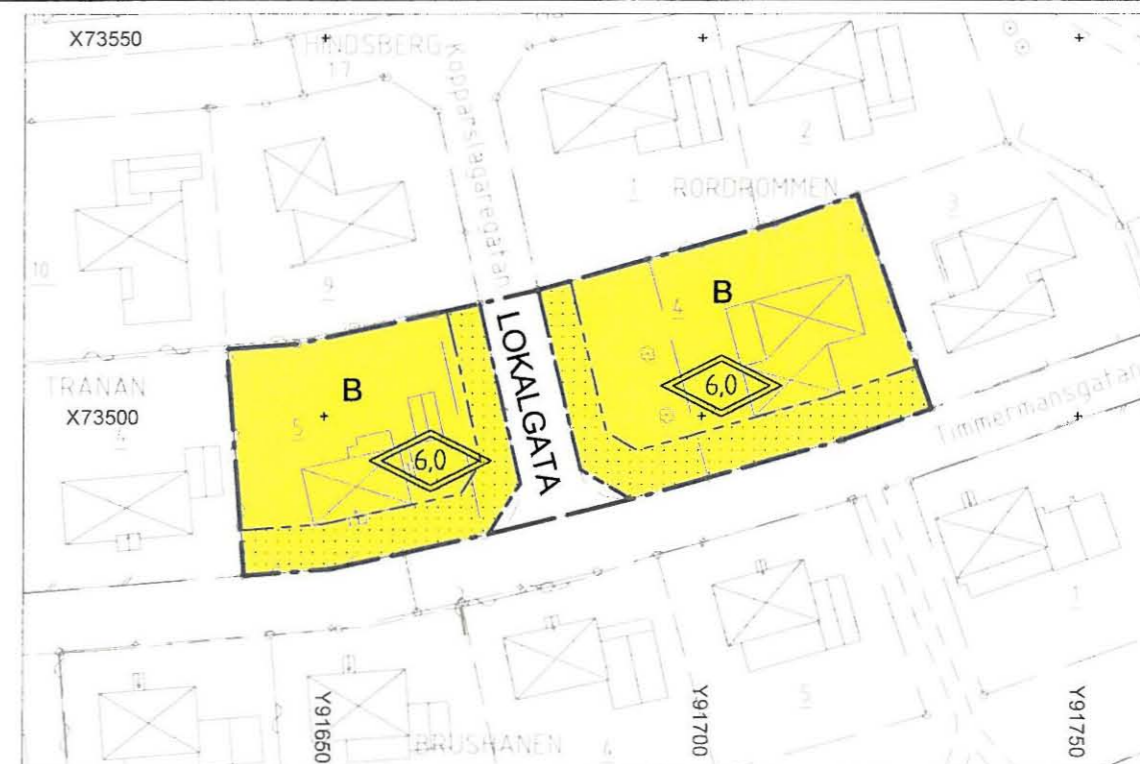 X73550
HINDSBERG
17
Kopparslagaregatan
2
1 RÖRDROMMEN
3
10
9
B
4
LOKALGATA
6,0
TRANAN
B
X73500
4
5
6,0
Timmermansgatan
1
5
Y91650
Y91700
Y91750
BRUSHANEN 4